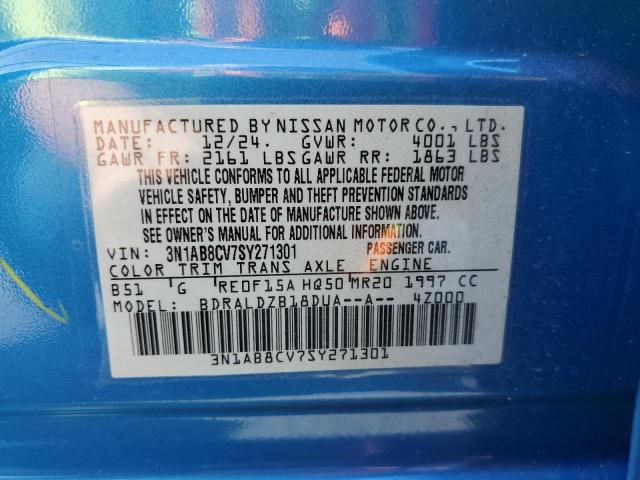 MANUFACTURED BY NISSAN MOTOR CO., LTD.
DATE: 12/24. GVWR: 4001 LBS
GAWR FR: 2161 LBS GAWR RR: 1863 LBS
THIS VEHICLE CONFORMS TO ALL APPLICABLE FEDERAL MOTOR
VEHICLE SAFETY, BUMPER AND THEFT PREVENTION STANDARDS
IN EFFECT ON THE DATE OF MANUFACTURE SHOWN ABOVE.
SEE OWNER'S MANUAL FOR ADDITIONAL INFORMATION.
VIN: 3N1AB8CV7SY271301 PASSENGER CAR.
COLOR TRIM TRANS AXLE ENGINE
B51 G RE0F15A HQ50 MR20 1997 CC
MODEL: BDRALDZB18DUA--A-- 4Z000
3N1AB8CV7SY271301